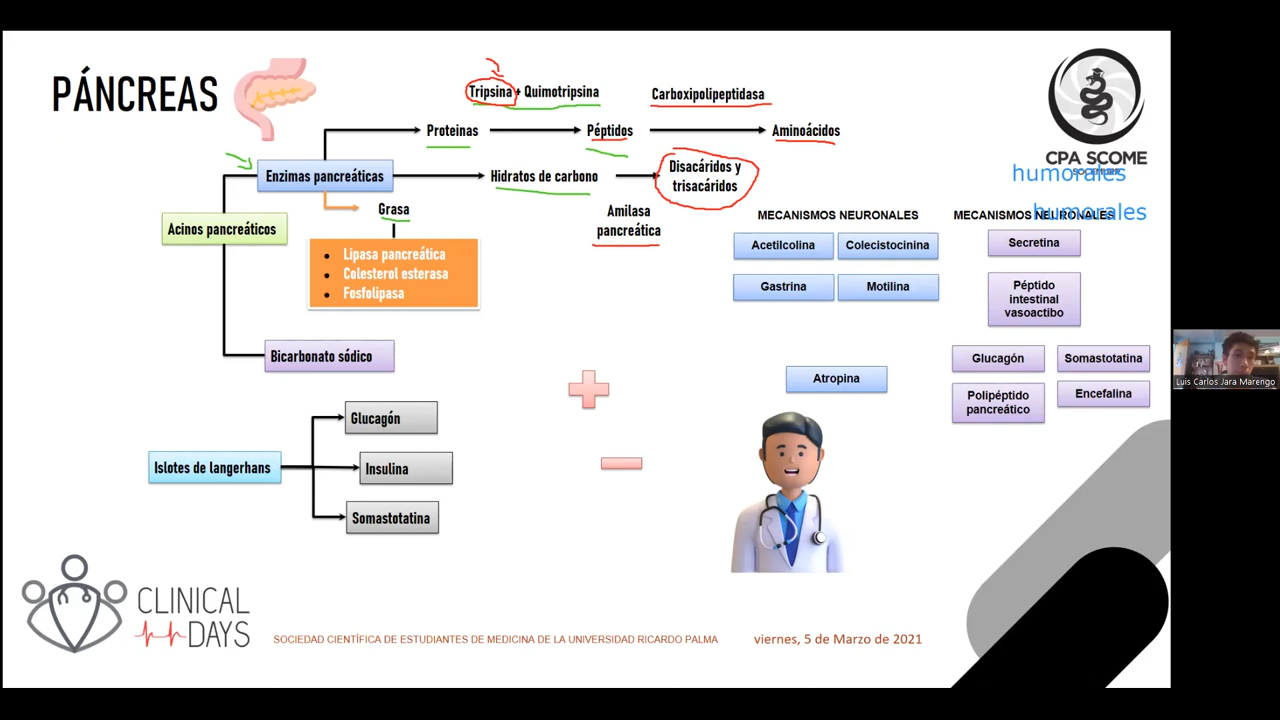 PÁNCREAS
Tripsina + Quimotripsina
Carboxipolipeptidasa
Proteinas
Péptidos
Aminoácidos
Enzimas pancreáticas
Hidratos de carbono
Disacáridos y
trisacáridos
Grasa
Amilasa
pancreática
Acinos pancreáticos
Lipasa pancreática
Colesterol esterasa
Fosfolipasa
Bicarbonato sódico
CPA SCOME
humorales
humorales
MECANISMOS NEURONALES
MECANISMOS NEURONALES
Acetilcolina
Colecistocinina
Secretina
Gastrina
Motilina
Péptido
intestinal
vasoactibo
Glucagón
Somastotatina
Atropina
Polipéptido
pancreático
Encefalina
Islotes de langerhans
Glucagón
Insulina
Somastotatina
CLINICAL
DAYS
SOCIEDAD CIENTÍFICA DE ESTUDIANTES DE MEDICINA DE LA UNIVERSIDAD RICARDO PALMA
viernes, 5 de Marzo de 2021
Luis Carlos Jara Marengo